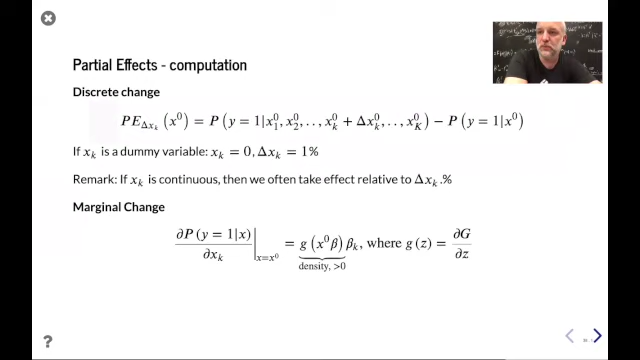 Partial Effects - computation
Discrete change
PE_{Δx_k} (x^0) = P (y = 1|x_1^0, x_2^0, . . , x_k^0 + Δx_k^0, . . , x_K^0) − P (y = 1|x^0)
If x_k is a dummy variable: x_k = 0, Δx_k = 1%
Remark: If x_k is continuous, then we often take effect relative to Δx_k.%
Marginal Change
∂P (y = 1|x) / ∂x_k |_{x=x^0} = g (x^0β) β_k, where g (z) = ∂G / ∂z
density, >0
?